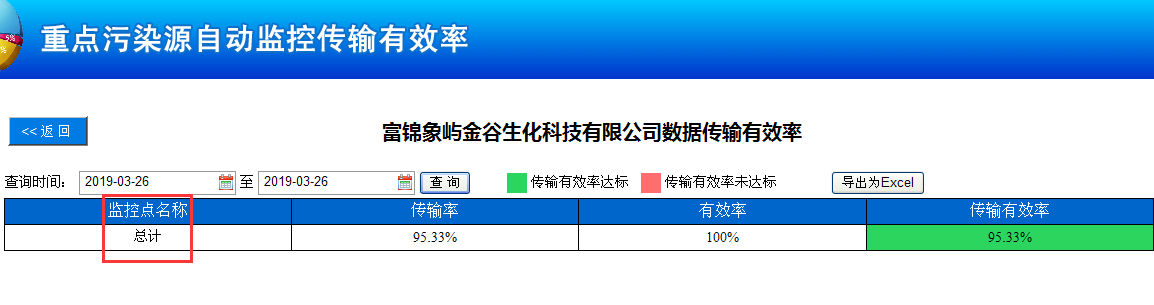 5%
%
重点污染源自动监控传输有效率
<< 返 回
富锦象屿金谷生化科技有限公司数据传输有效率
查询时间： 2019-03-26 至 2019-03-26 查 询 传输有效率达标 传输有效率未达标 导出为Excel
监控点名称 传输率 有效率 传输有效率
总计 95.33% 100% 95.33%